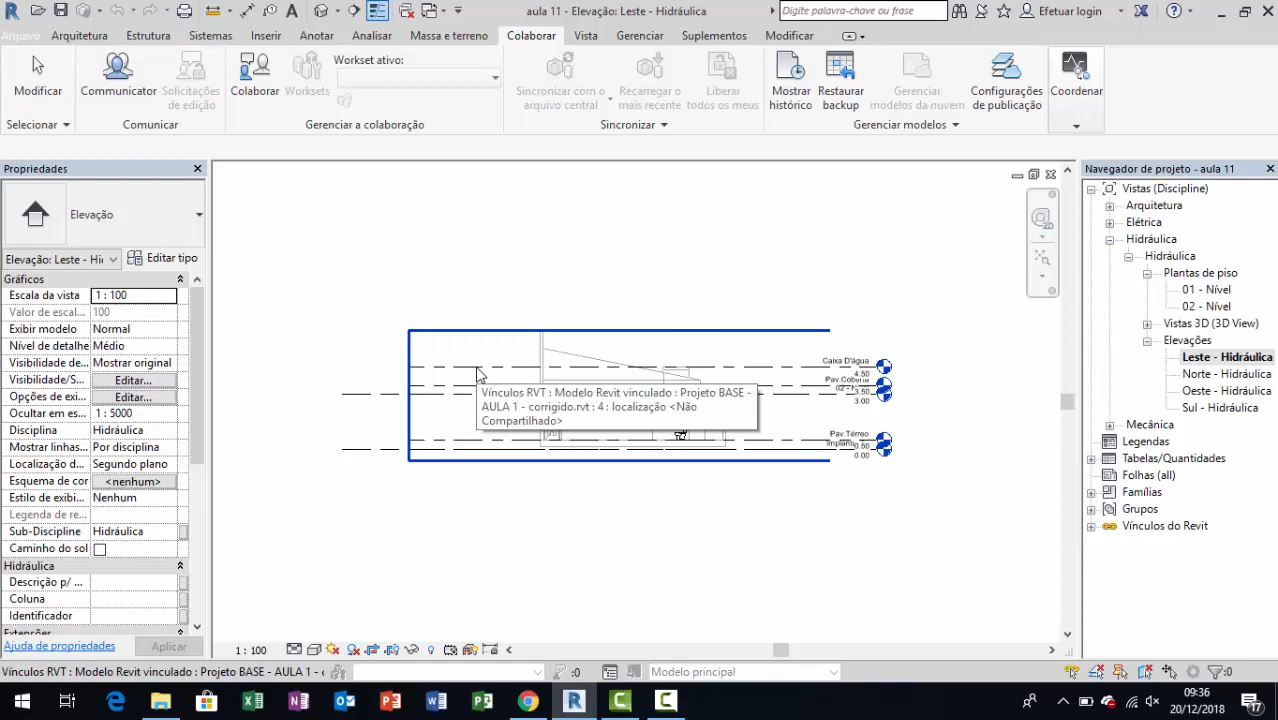 aula 11 - Elevação: Leste - Hidráulica
Digite palavra-chave ou frase
Efetuar login
Arquivo
Arquitetura
Estrutura
Sistemas
Inserir
Anotar
Analisar
Massa e terreno
Colaborar
Vista
Gerenciar
Suplementos
Modificar
Modificar
Communicator
Solicitações de edição
Colaborar
Worksets
Workset ativo:
Sincronizar com o arquivo central
Recarregar o mais recente
Liberar todos os meus
Mostrar histórico
Restaurar backup
Gerenciar modelos da nuvem
Configurações de publicação
Coordenar
Selecionar
Comunicar
Gerenciar a colaboração
Sincronizar
Gerenciar modelos
Propriedades
Elevação
Elevação: Leste - Hi
Editar tipo
Gráficos
Escala da vista 1 : 100
Valor de escal... 100
Exibir modelo Normal
Nível de detalhe Médio
Visibilidade de... Mostrar original
Visibilidade/S... Editar...
Opções de exi... Editar...
Ocultar em es... 1 : 5000
Disciplina Hidráulica
Mostrar linhas... Por disciplina
Localização d... Segundo plano
Esquema de cor <nenhum>
Estilo de exibi... Nenhum
Legenda de re...
Sub-Disciplina Hidráulica
Caminho do sol
Hidráulica
Descrição p/ ...
Coluna
Identificador
Extensões
Ajuda de propriedades
Aplicar
Caixa D'água
4.50
3.50
3.00
Pav.Térreo
0.50
0.00
Vínculos RVT : Modelo Revit vinculado : Projeto BASE -
AULA 1 - corrigido.rvt : 4 : localização <Não
Compartilhado>
2D
Navegador de projeto - aula 11
Vistas (Discipline)
Arquitetura
Elétrica
Hidráulica
Hidráulica
Plantas de piso
01 - Nível
02 - Nível
Vistas 3D (3D View)
Elevações
Leste - Hidráulica
Norte - Hidráulica
Oeste - Hidráulica
Sul - Hidráulica
Mecânica
Legendas
Tabelas/Quantidades
Folhas (all)
Famílias
Grupos
Vínculos do Revit
1 : 100
Vínculos RVT : Modelo Revit vinculado : Projeto BASE - AULA 1 -
:0
Modelo principal
:0
09:36
20/12/2018
17